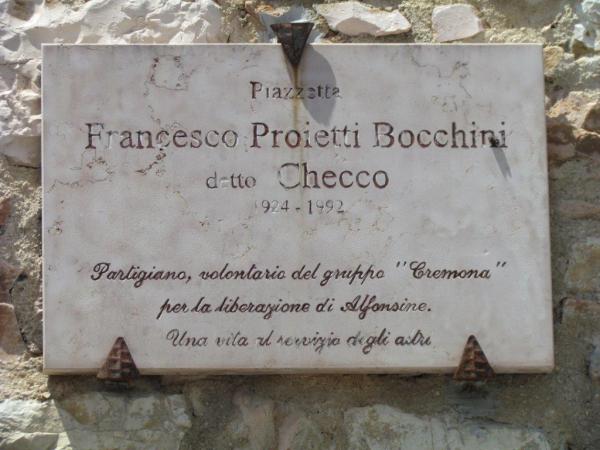 Piazzetta
Francesco Proietti Bocchini
detto Checco
1924 - 1992
Partigiano, volontario del gruppo "Cremona"
per la liberazione di Alfonsine.
Una vita al servizio degli altri